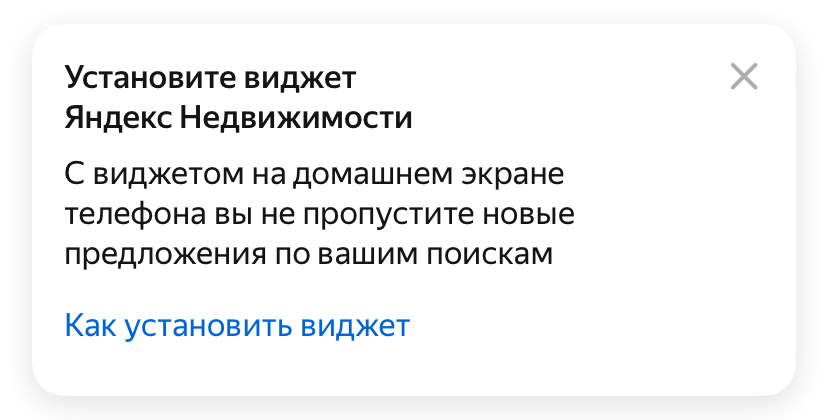 Установите виджет
Яндекс Недвижимости
С виджетом на домашнем экране
телефона вы не пропустите новые
предложения по вашим поискам
Как установить виджет